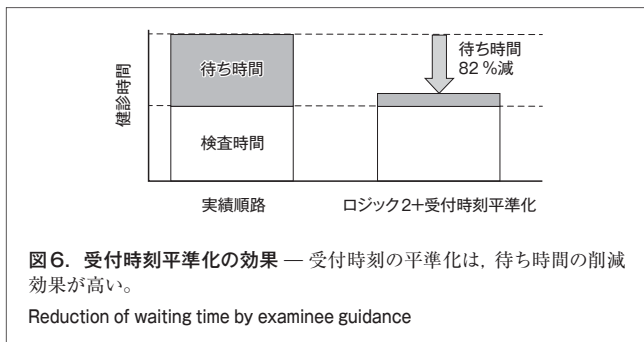 待ち時間
82 %減
待ち時間
健診時間
検査時間
実績順路
ロジック2+受付時刻平準化
図6. 受付時刻平準化の効果 — 受付時刻の平準化は，待ち時間の削減
効果が高い。
Reduction of waiting time by examinee guidance